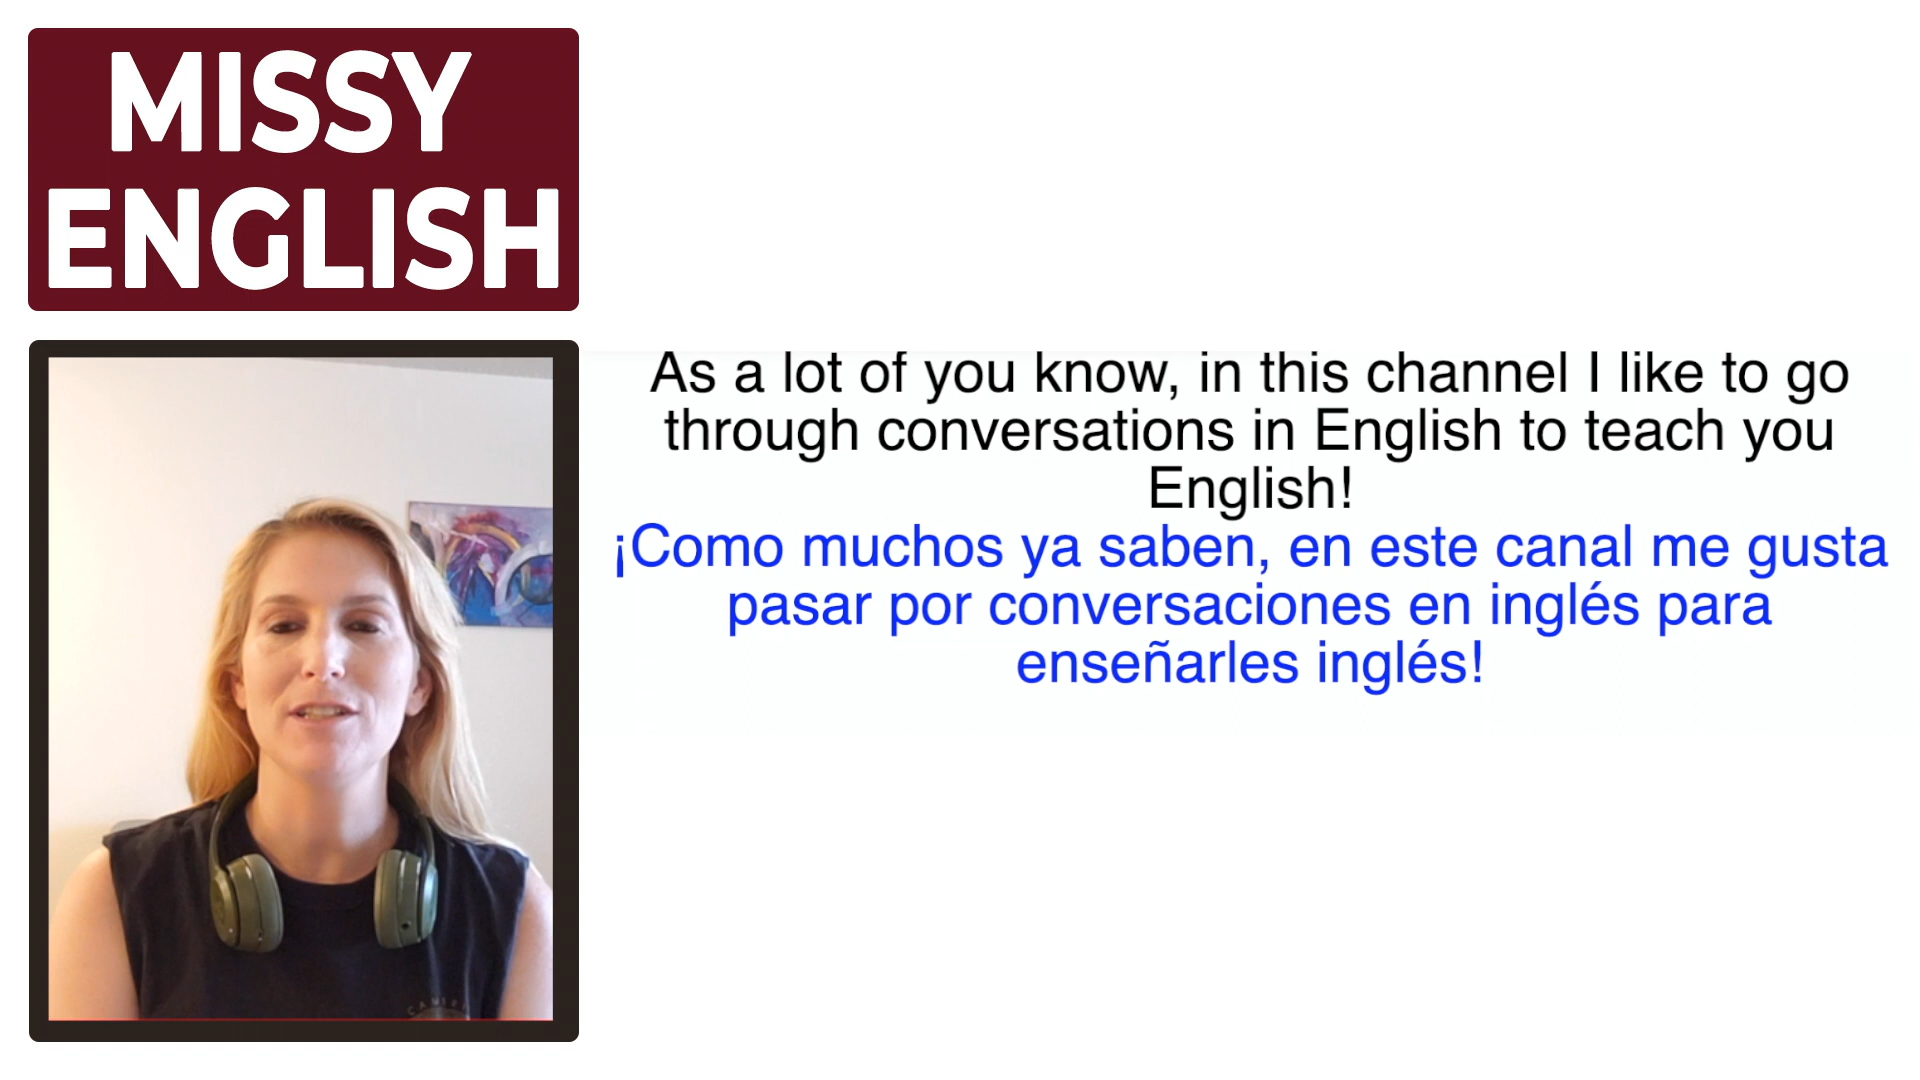 MISSY
ENGLISH
As a lot of you know, in this channel I like to go
through conversations in English to teach you
English!
¡Como muchos ya saben, en este canal me gusta
pasar por conversaciones en inglés para
enseñarles inglés!